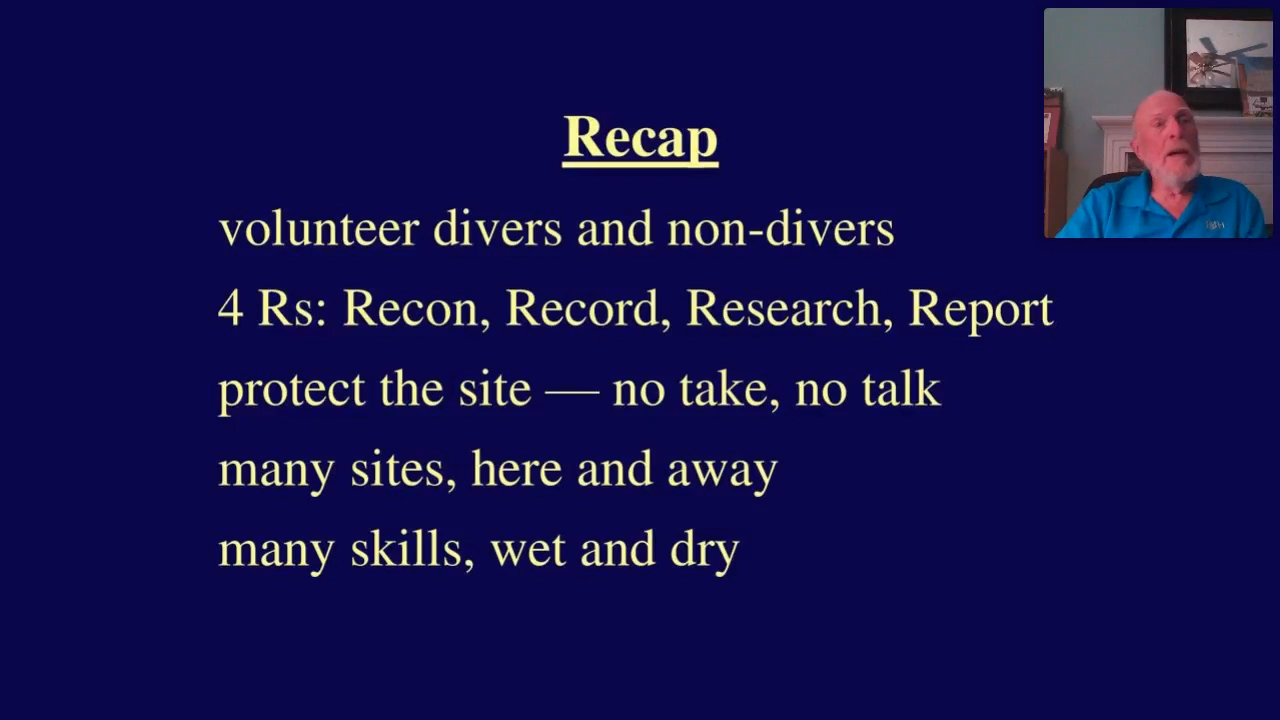 Recap
volunteer divers and non-divers
4 Rs: Recon, Record, Research, Report
protect the site — no take, no talk
many sites, here and away
many skills, wet and dry